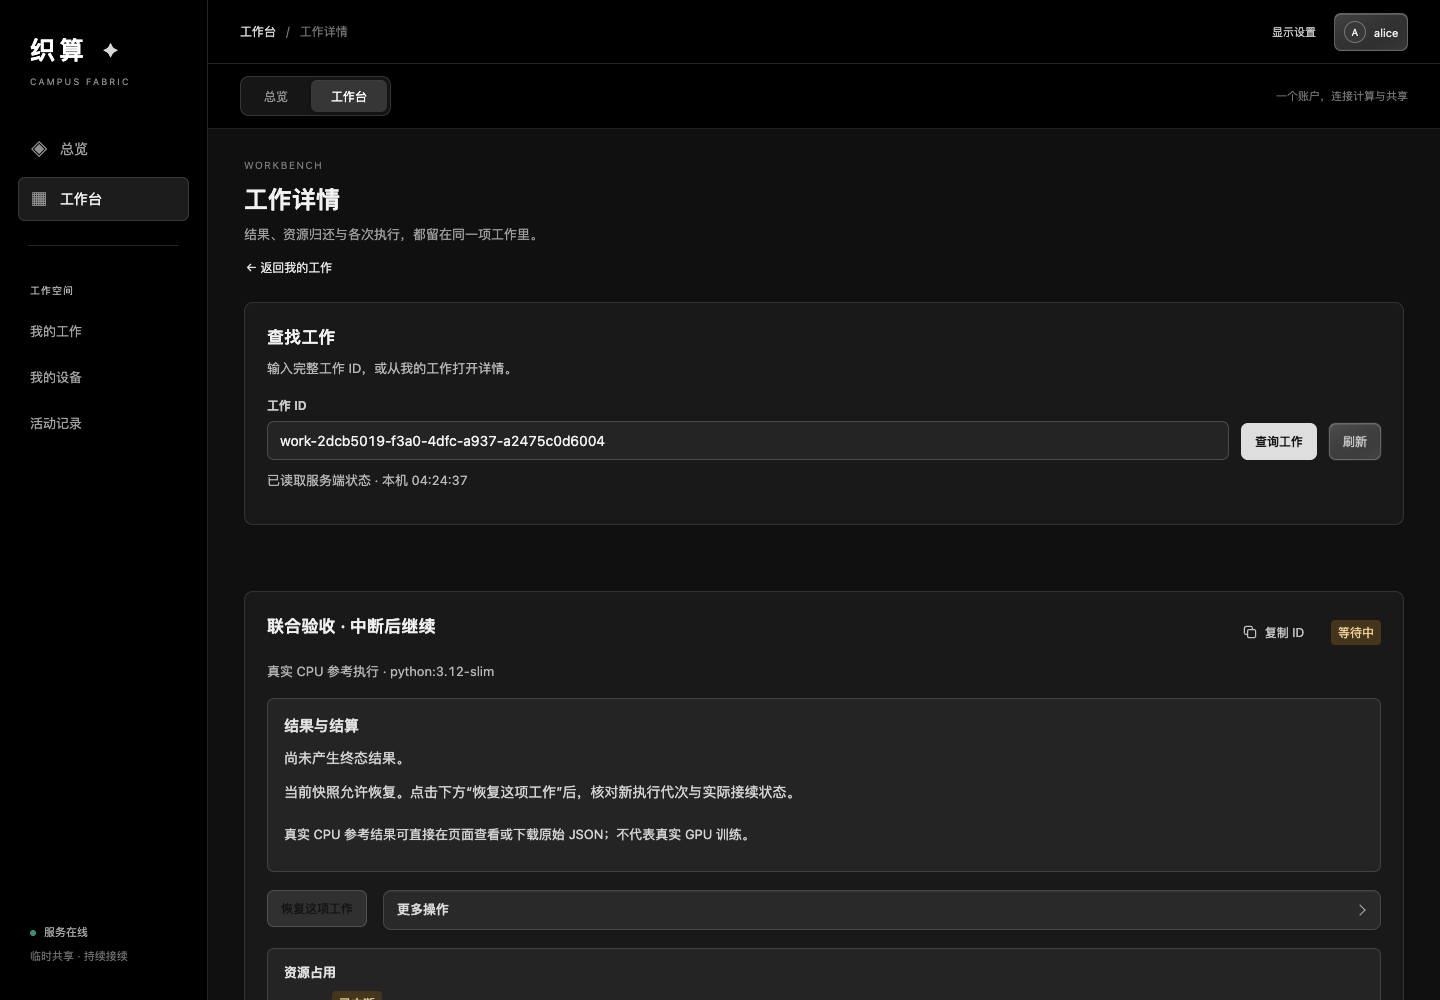 织算
CAMPUS FABRIC
总览
工作台
工作空间
我的工作
我的设备
活动记录
服务在线
临时共享 · 持续接续
工作台 / 工作详情
显示设置
A alice
总览 工作台
一个账户，连接计算与共享
WORKBENCH
工作详情
结果、资源归还与各次执行，都留在同一项工作里。
← 返回我的工作
查找工作
输入完整工作 ID，或从我的工作打开详情。
工作 ID
work-2dcb5019-f3a0-4dfc-a937-a2475c0d6004
查询工作
刷新
已读取服务端状态 · 本机 04:24:37
联合验收 · 中断后继续
复制 ID
等待中
真实 CPU 参考执行 · python:3.12-slim
结果与结算
尚未产生终态结果。
当前快照允许恢复。点击下方“恢复这项工作”后，核对新执行代次与实际接续状态。
真实 CPU 参考结果可直接在页面查看或下载原始 JSON；不代表真实 GPU 训练。
恢复这项工作
更多操作
资源占用